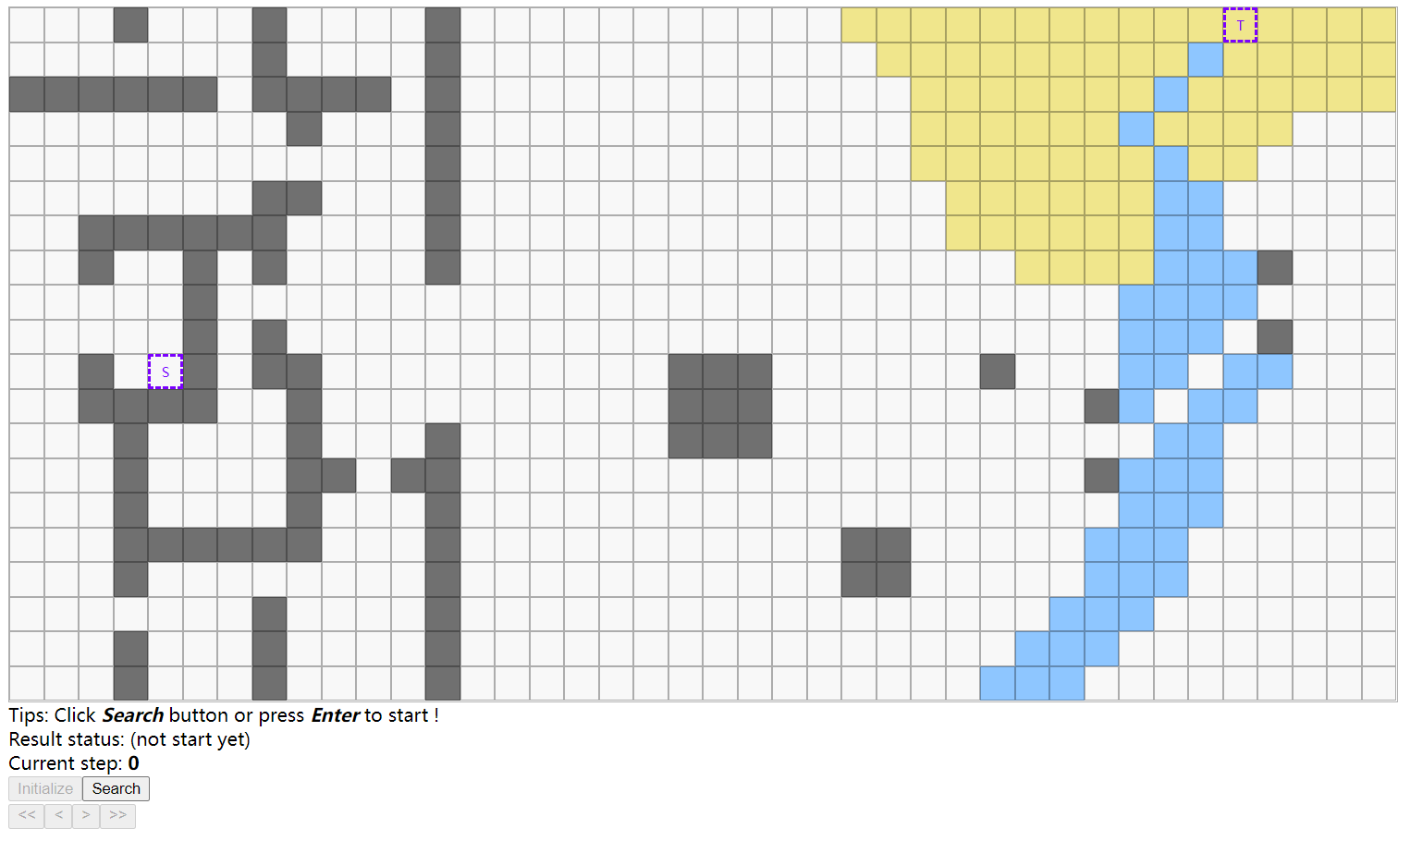 T
S
Tips: Click Search button or press Enter to start !
Result status: (not start yet)
Current step: 0
Initialize Search
<< < > >>